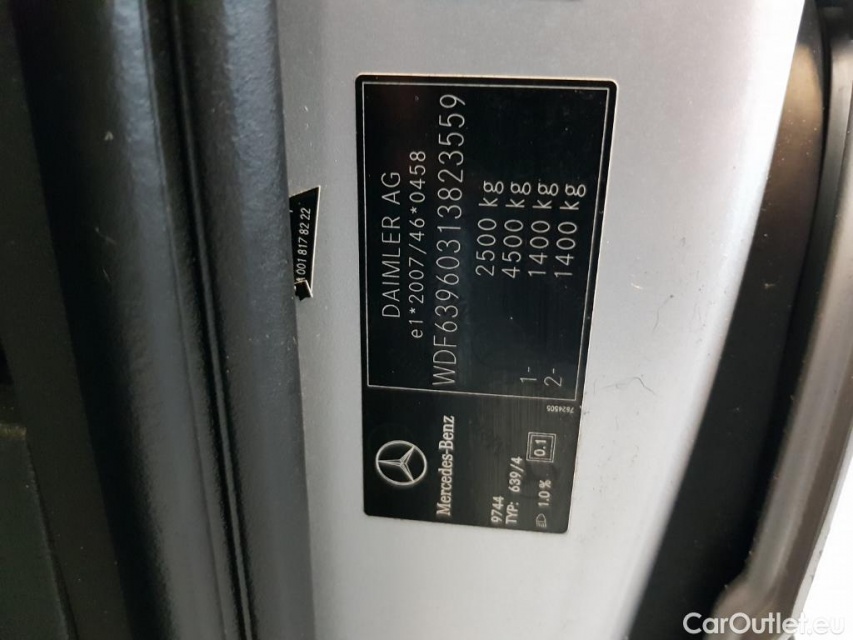 DAIMLER AG
e1*2007/46*0458
WDF63960313823559
2500 kg
4500 kg
1- 1400 kg
2- 1400 kg
Mercedes-Benz
9744
TYP: 639/4
1.0% 0.1
7624505
001 817 82 22
CarOutlet.eu